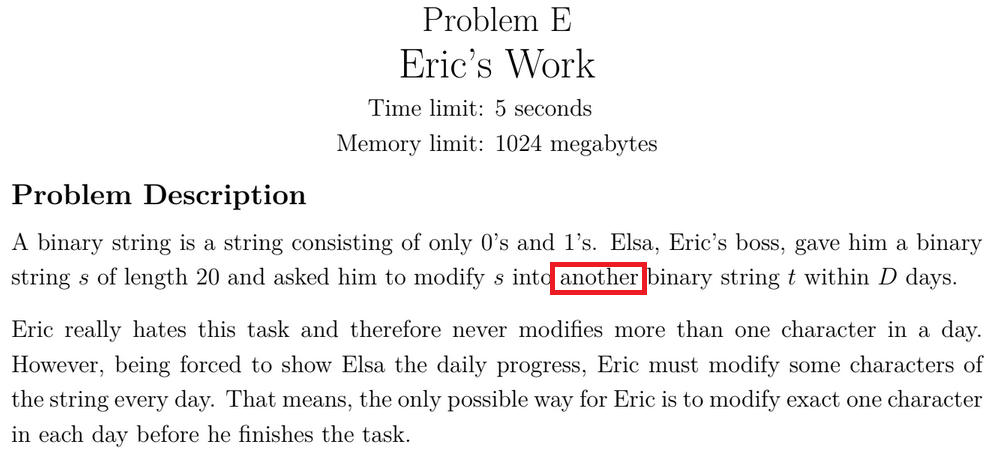 Problem E
Eric's Work
Time limit: 5 seconds
Memory limit: 1024 megabytes
Problem Description
A binary string is a string consisting of only 0's and 1's. Elsa, Eric's boss, gave him a binary
string s of length 20 and asked him to modify s into another binary string t within D days.
Eric really hates this task and therefore never modifies more than one character in a day.
However, being forced to show Elsa the daily progress, Eric must modify some characters of
the string every day. That means, the only possible way for Eric is to modify exact one character
in each day before he finishes the task.